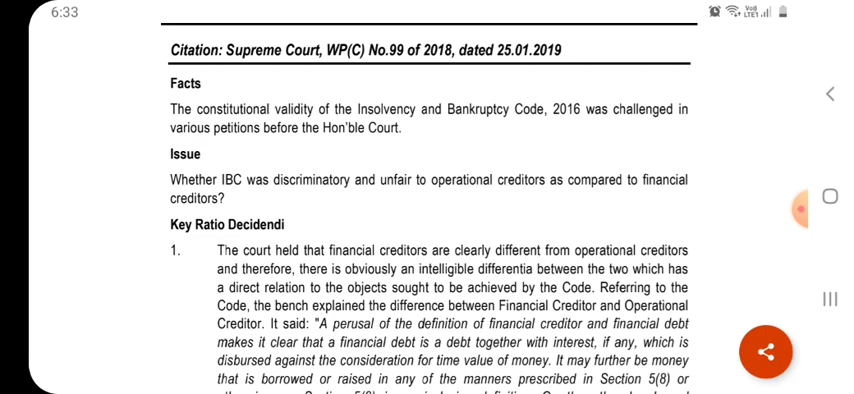 6:33
Vo))
LTE1
Citation: Supreme Court, WP(C) No.99 of 2018, dated 25.01.2019
Facts
The constitutional validity of the Insolvency and Bankruptcy Code, 2016 was challenged in
various petitions before the Hon'ble Court.
Issue
Whether IBC was discriminatory and unfair to operational creditors as compared to financial
creditors?
Key Ratio Decidendi
1. The court held that financial creditors are clearly different from operational creditors
and therefore, there is obviously an intelligible differentia between the two which has
a direct relation to the objects sought to be achieved by the Code. Referring to the
Code, the bench explained the difference between Financial Creditor and Operational
Creditor. It said: "A perusal of the definition of financial creditor and financial debt
makes it clear that a financial debt is a debt together with interest, if any, which is
disbursed against the consideration for time value of money. It may further be money
that is borrowed or raised in any of the manners prescribed in Section 5(8) or